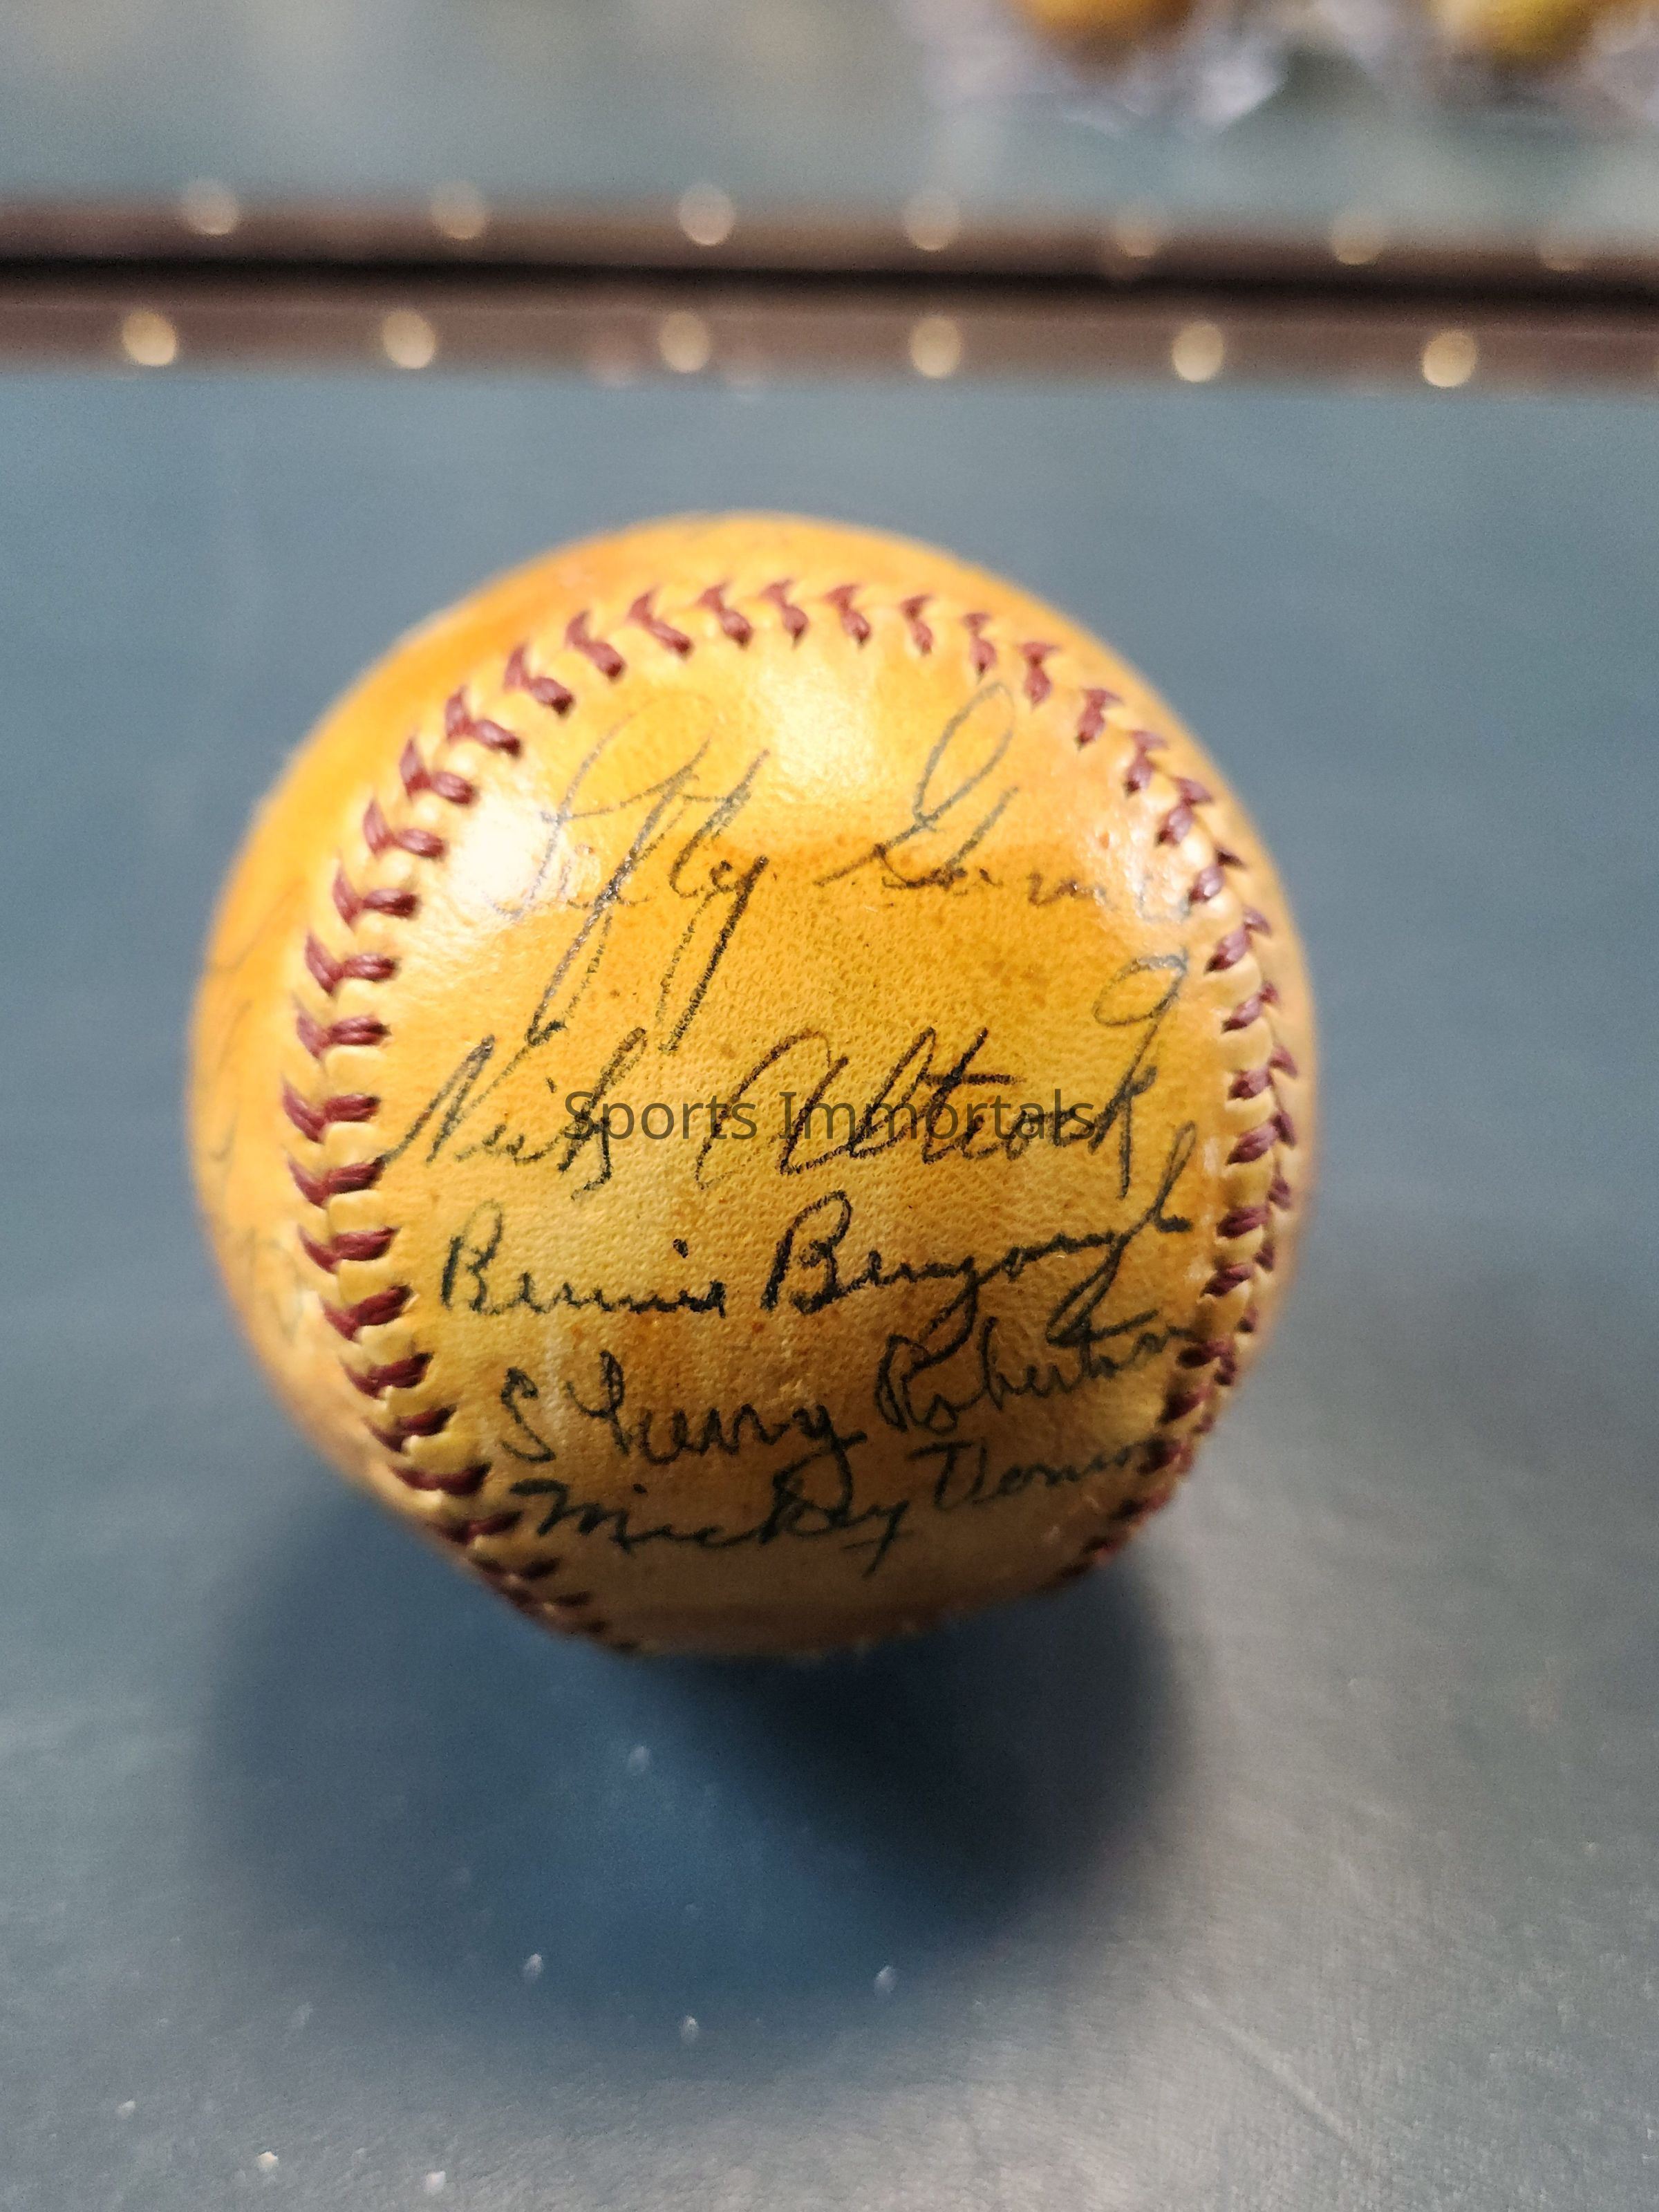 Lefty Gomez
Nick Altrock
Sports Immortals
Bennie Bengough
Sherry Robertson
Mickey Vernon